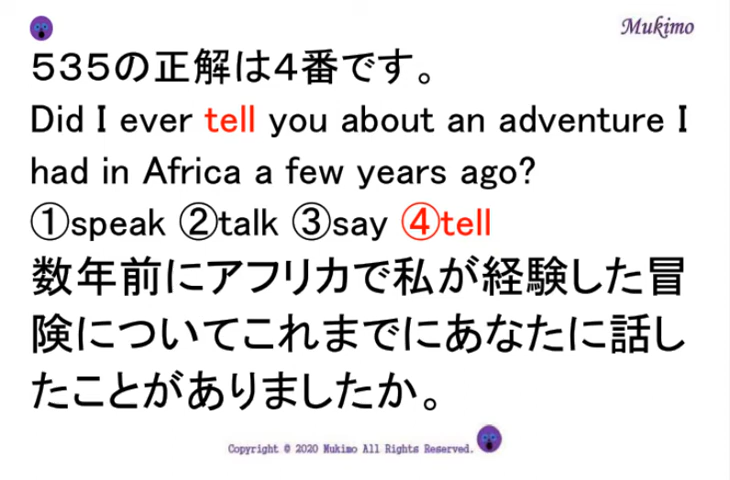 Mukimo
５３５の正解は４番です。
Did I ever tell you about an adventure I
had in Africa a few years ago?
①speak ②talk ③say ④tell
数年前にアフリカで私が経験した冒
険についてこれまでにあなたに話し
たことがありましたか。
Copyright © 2020 Mukimo All Rights Reserved.